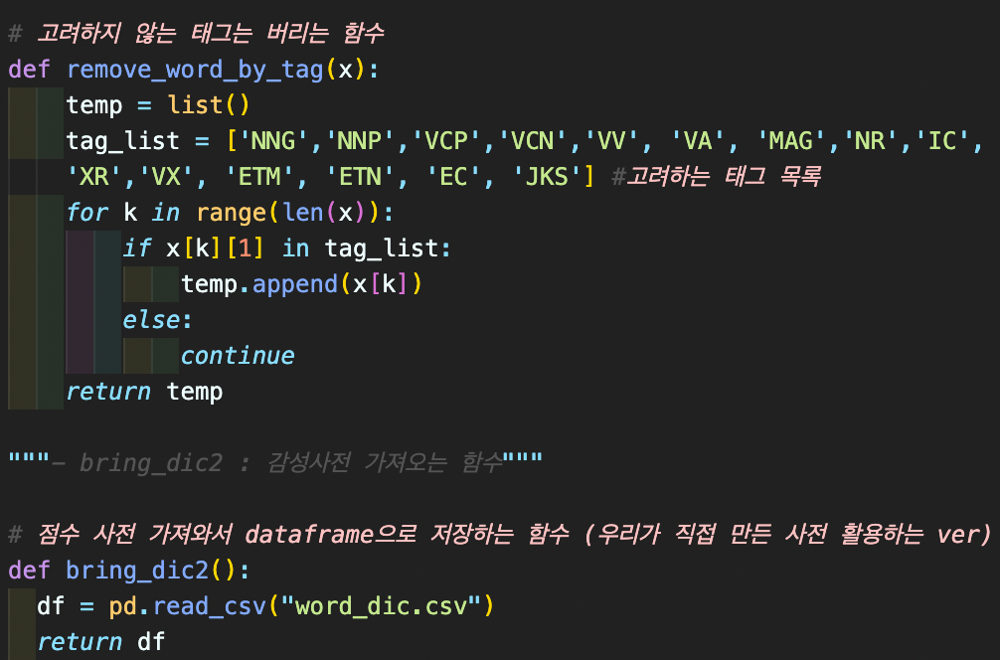 # 고려하지 않는 태그는 버리는 함수
def remove_word_by_tag(x):
temp = list()
tag_list = ['NNG','NNP','VCP','VCN','VV', 'VA', 'MAG','NR','IC',
'XR','VX', 'ETM', 'ETN', 'EC', 'JKS'] #고려하는 태그 목록
for k in range(len(x)):
if x[k][1] in tag_list:
temp.append(x[k])
else:
continue
return temp
"""- bring_dic2 : 감성사전 가져오는 함수"""
# 점수 사전 가져와서 dataframe으로 저장하는 함수 (우리가 직접 만든 사전 활용하는 ver)
def bring_dic2():
df = pd.read_csv("word_dic.csv")
return df